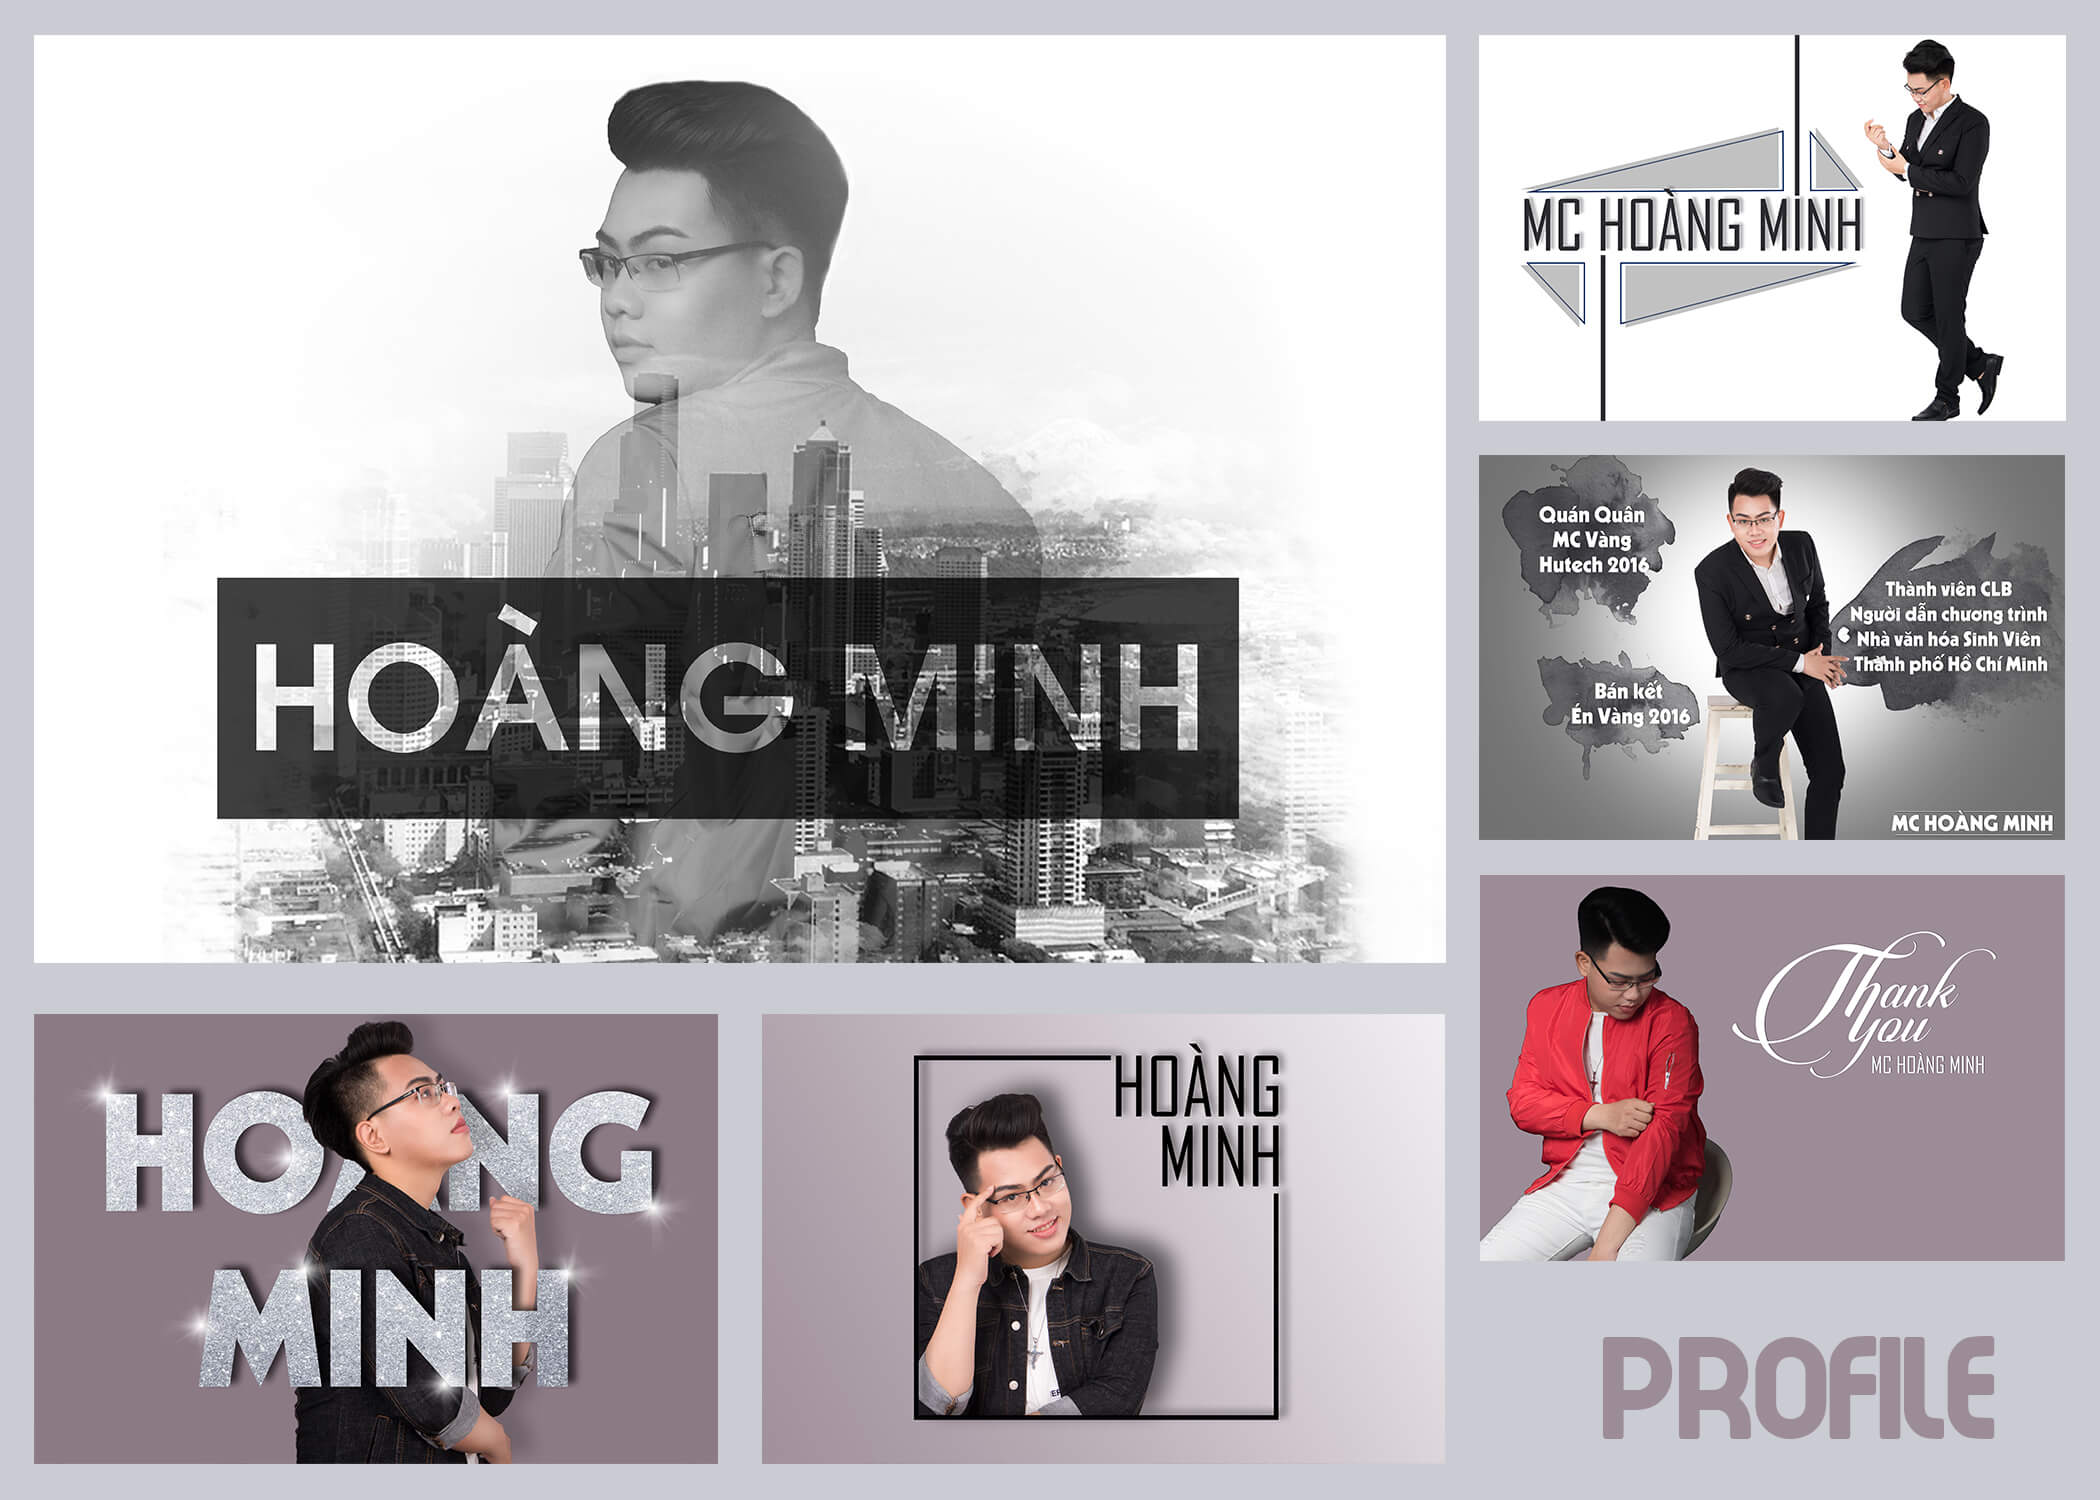 HOÀNG MINH
MC HOÀNG MINH
Quán Quân
MC Vàng
Hutech 2016
Thành viên CLB
Người dẫn chương trình
Nhà văn hóa Sinh Viên
Thành phố Hồ Chí Minh
Bán kết
Én Vàng 2016
MC HOÀNG MINH
Thank
you
MC HOÀNG MINH
HOÀNG
MINH
HOÀNG
MINH
PROFILE